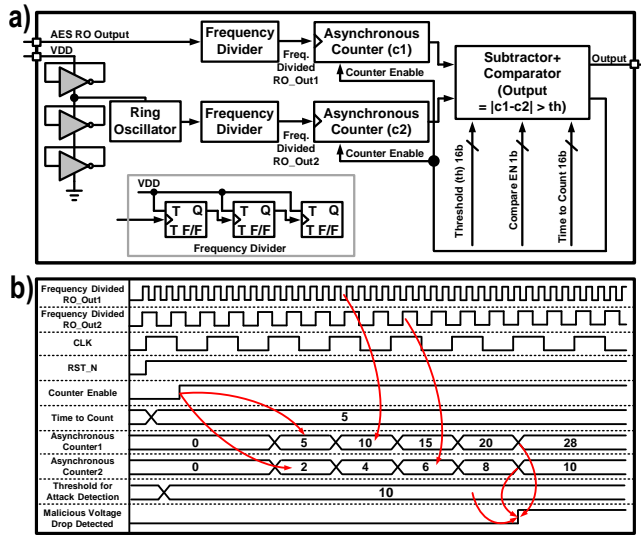 a)
AES RO Output
VDD
Frequency
Divider
Freq.
Divided
RO_Out1
Asynchronous
Counter (c1)
Counter Enable
Subtractor+
Comparator
(Output
= |c1-c2| > th)
Output
Ring
Oscillator
Frequency
Divider
Freq.
Divided
RO_Out2
Asynchronous
Counter (c2)
Counter Enable
Threshold (th) 16b
Compare EN 1b
Time to Count 16b
VDD
T Q
T F/F
T Q
T F/F
T Q
T F/F
Frequency Divider
b)
Frequency Divided
RO_Out1
Frequency Divided
RO_Out2
CLK
RST_N
Counter Enable
Time to Count
5
Asynchronous
Counter1
0 5 10 15 20 28
Asynchronous
Counter2
0 2 4 6 8 10
Threshold for
Attack Detection
10
Malicious Voltage
Drop Detected